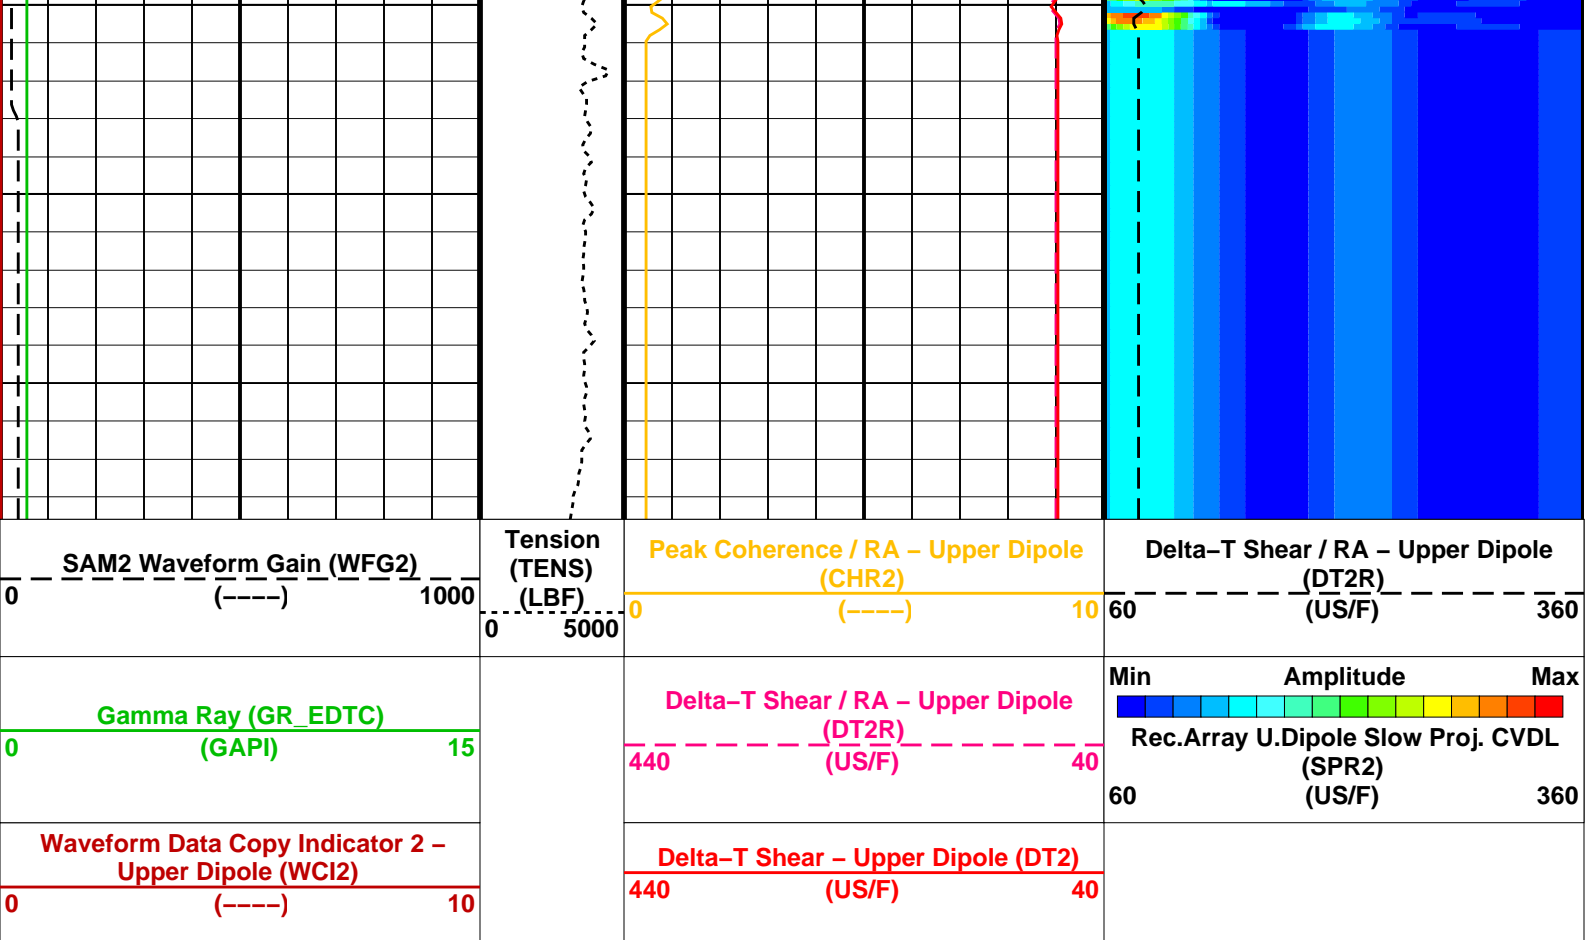 SAM2 Waveform Gain (WFG2)
0 (----) 1000
Gamma Ray (GR_EDTC)
0 (GAPI) 15
Waveform Data Copy Indicator 2 –
Upper Dipole (WCI2)
0 (----) 10
Tension
(TENS)
(LBF)
0 5000
Peak Coherence / RA – Upper Dipole
(CHR2)
0 (----) 10
Delta–T Shear / RA – Upper Dipole
(DT2R)
440 (US/F) 40
Delta–T Shear – Upper Dipole (DT2)
440 (US/F) 40
Delta–T Shear / RA – Upper Dipole
(DT2R)
60 (US/F) 360
Min Amplitude Max
Rec.Array U.Dipole Slow Proj. CVDL
(SPR2)
60 (US/F) 360